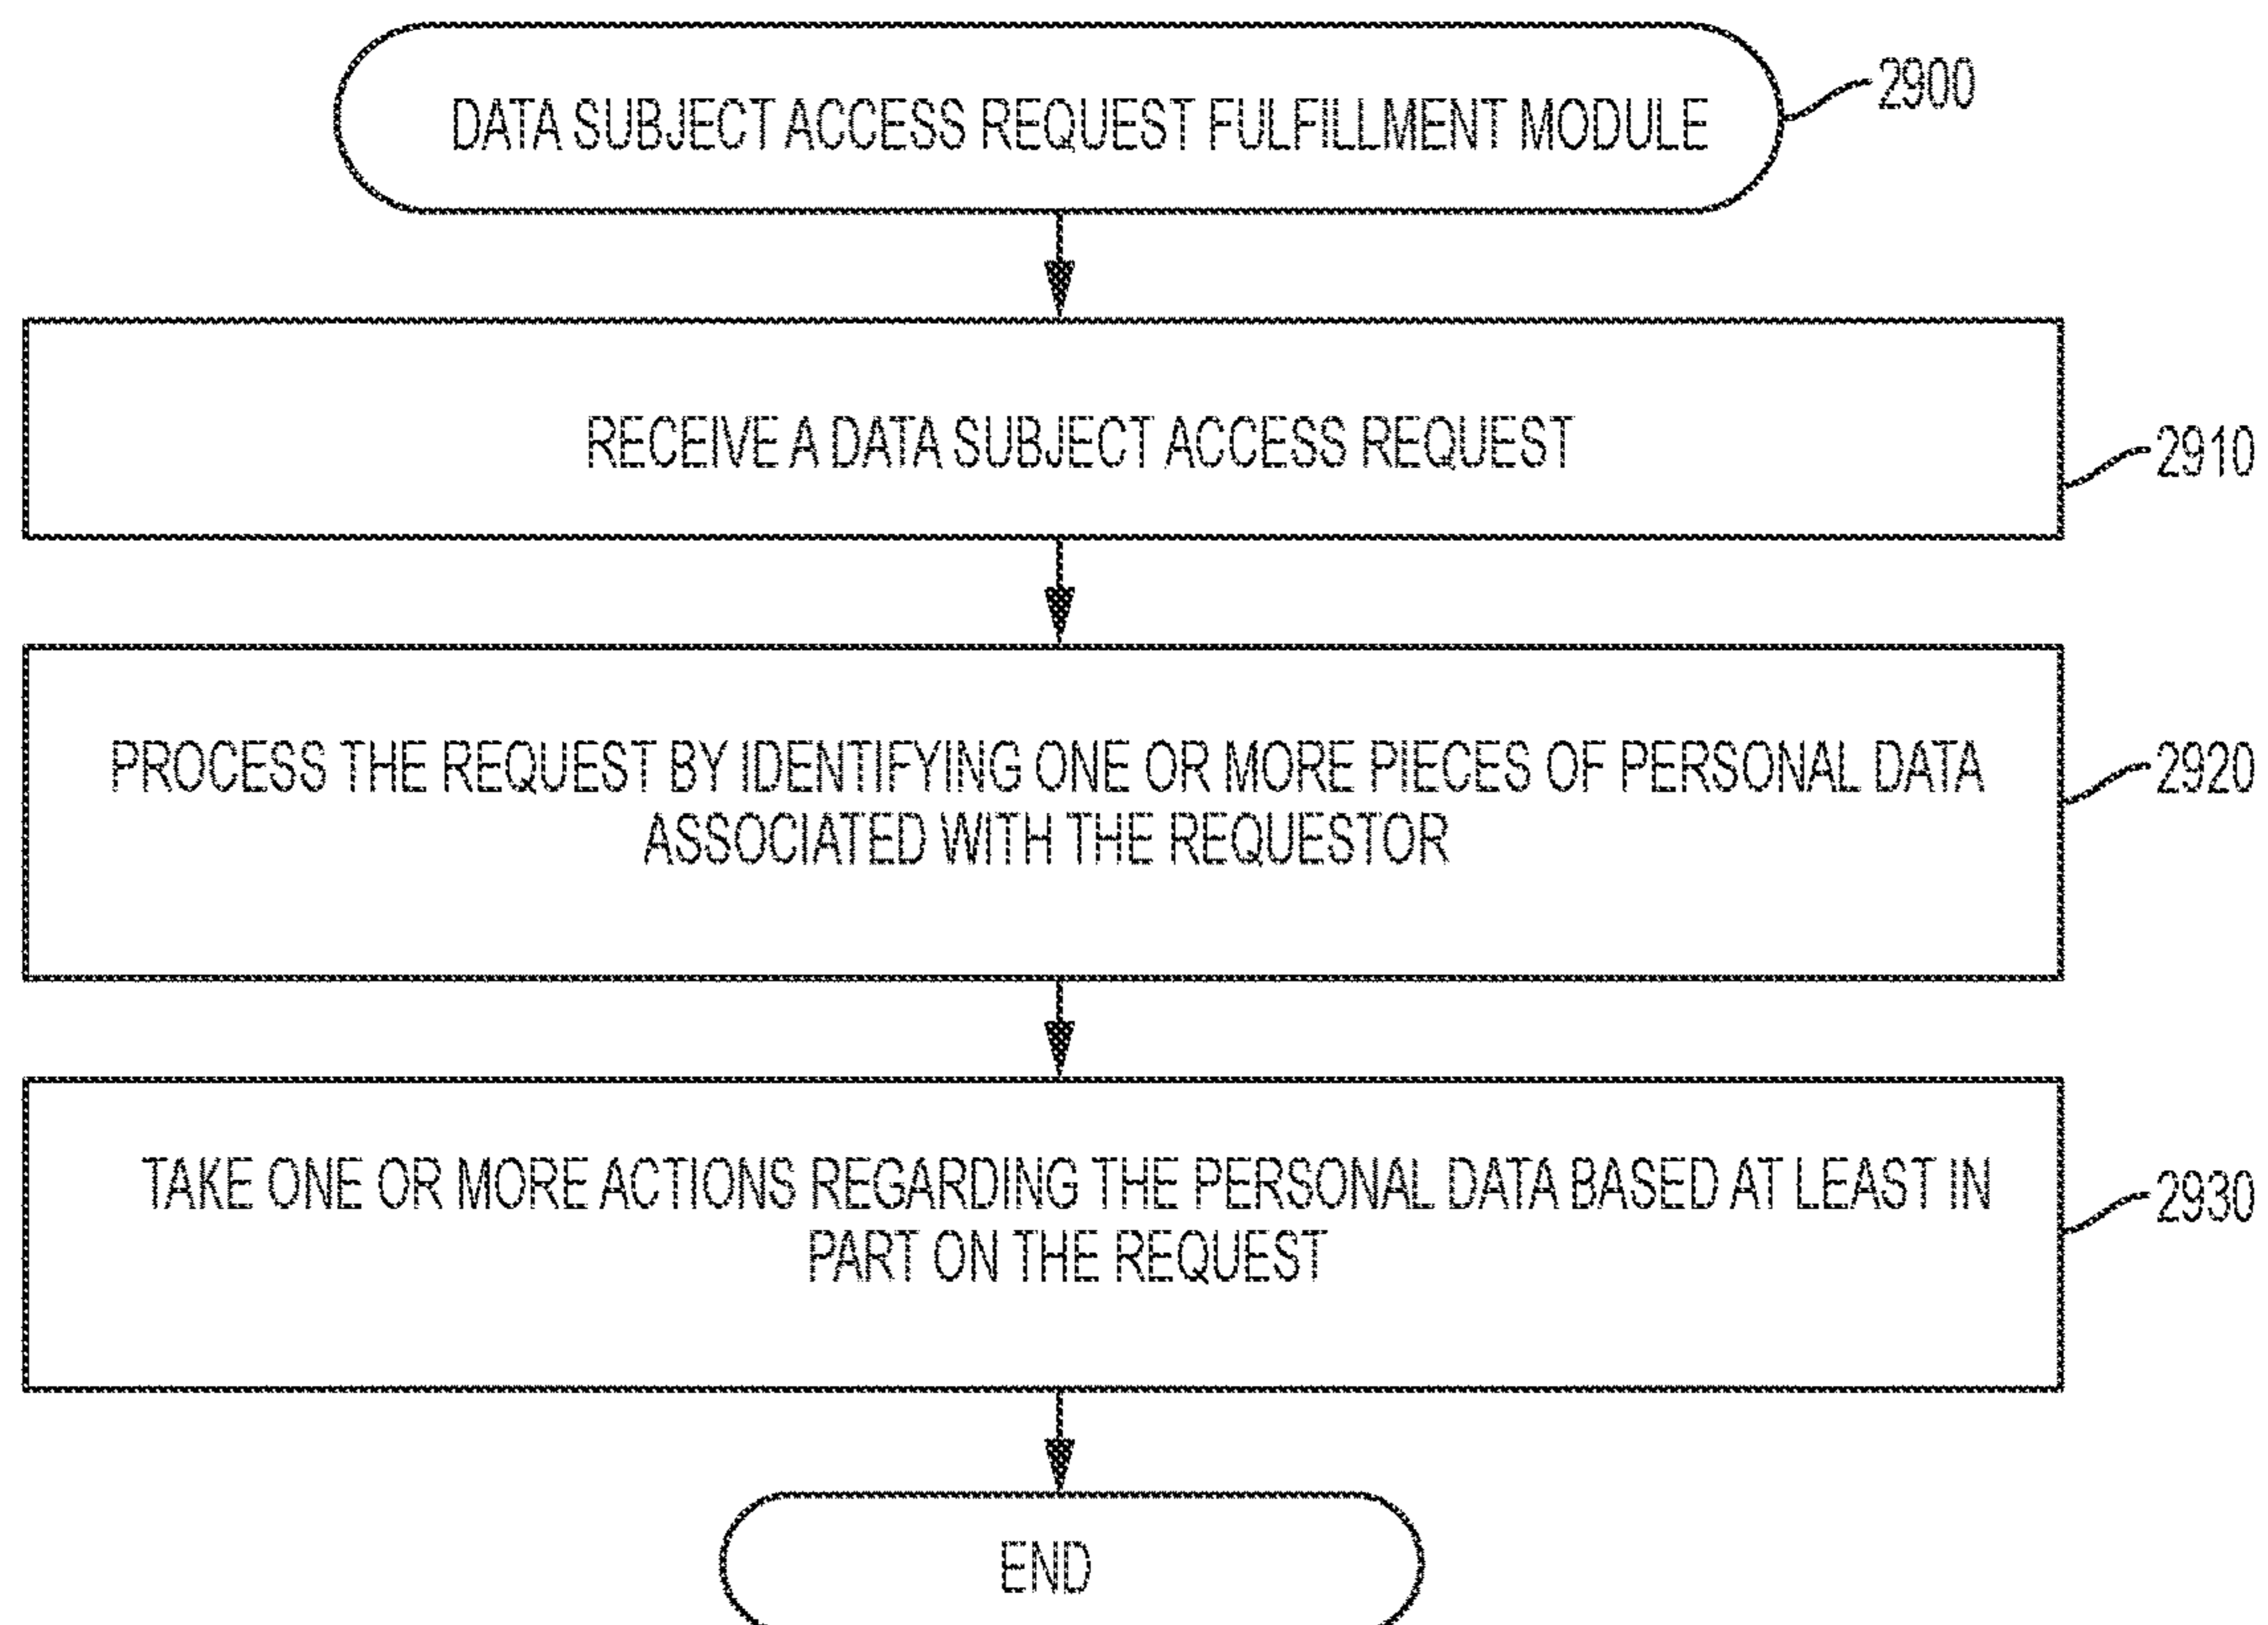 DATA SUBJECT ACCESS REQUEST FULFILLMENT MODULE
2900
RECEIVE A DATA SUBJECT ACCESS REQUEST
2910
PROCESS THE REQUEST BY IDENTIFYING ONE OR MORE PIECES OF PERSONAL DATA
ASSOCIATED WITH THE REQUESTOR
2920
TAKE ONE OR MORE ACTIONS REGARDING THE PERSONAL DATA BASED AT LEAST IN
PART ON THE REQUEST
2930
END